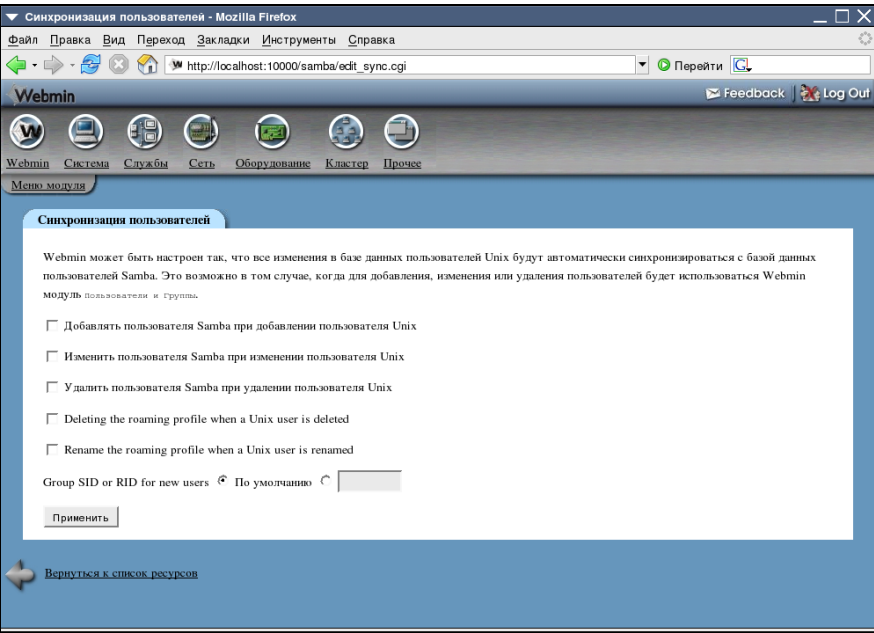 Синхронизация пользователей - Mozilla Firefox
Файл Правка Вид Переход Закладки Инструменты Справка
http://localhost:10000/samba/edit_sync.cgi Перейти G
Webmin Feedback Log Out
Webmin Система Службы Сеть Оборудование Кластер Прочее
Меню модуля
Синхронизация пользователей
Webmin может быть настроен так, что все изменения в базе данных пользователей Unix будут автоматически синхронизироваться с базой данных
пользователей Samba. Это возможно в том случае, когда для добавления, изменения или удаления пользователей будет использоваться Webmin
модуль Пользователи и Группы.
Добавлять пользователя Samba при добавлении пользователя Unix
Изменить пользователя Samba при изменении пользователя Unix
Удалить пользователя Samba при удалении пользователя Unix
Deleting the roaming profile when a Unix user is deleted
Rename the roaming profile when a Unix user is renamed
Group SID or RID for new users По умолчанию
Применить
Вернуться к список ресурсов